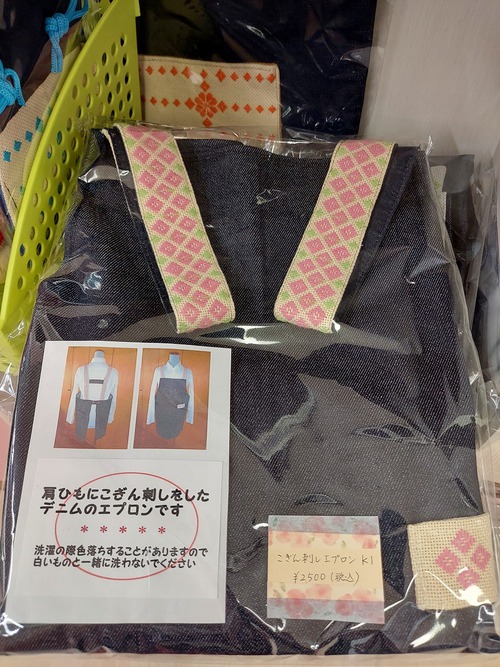 肩ひもにこぎん刺しをした
デニムのエプロンです
*****
洗濯の際色落ちすることがありますので
白いものと一緒に洗わないでください
こぎん刺しエプロン K1
¥2500(税込)